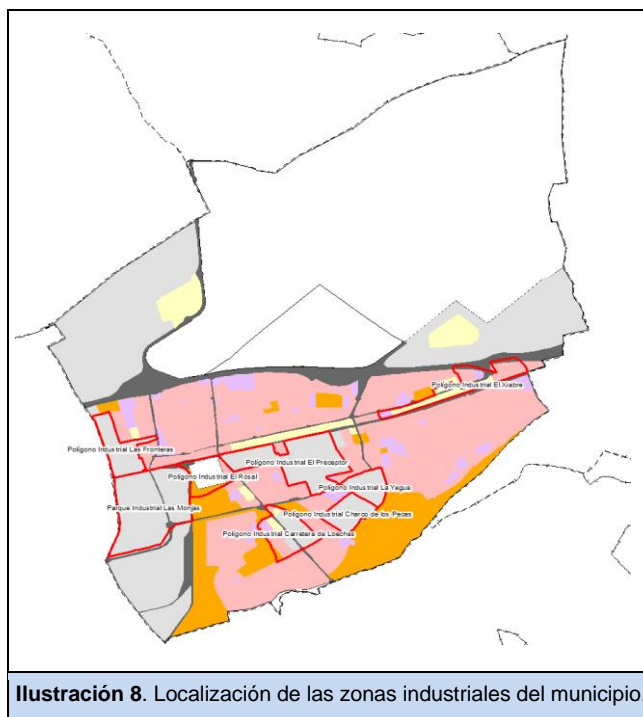 Polígono Industrial El Xiebre
Polígono Industrial Las Fronteras
Polígono Industrial El Preceptor
Polígono Industrial El Rosal
Polígono Industrial La Yegua
Parque Industrial Las Monjas
Polígono Industrial Charco de los Peces
Polígono Industrial Carretera de Loeches
Ilustración 8. Localización de las zonas industriales del municipio.